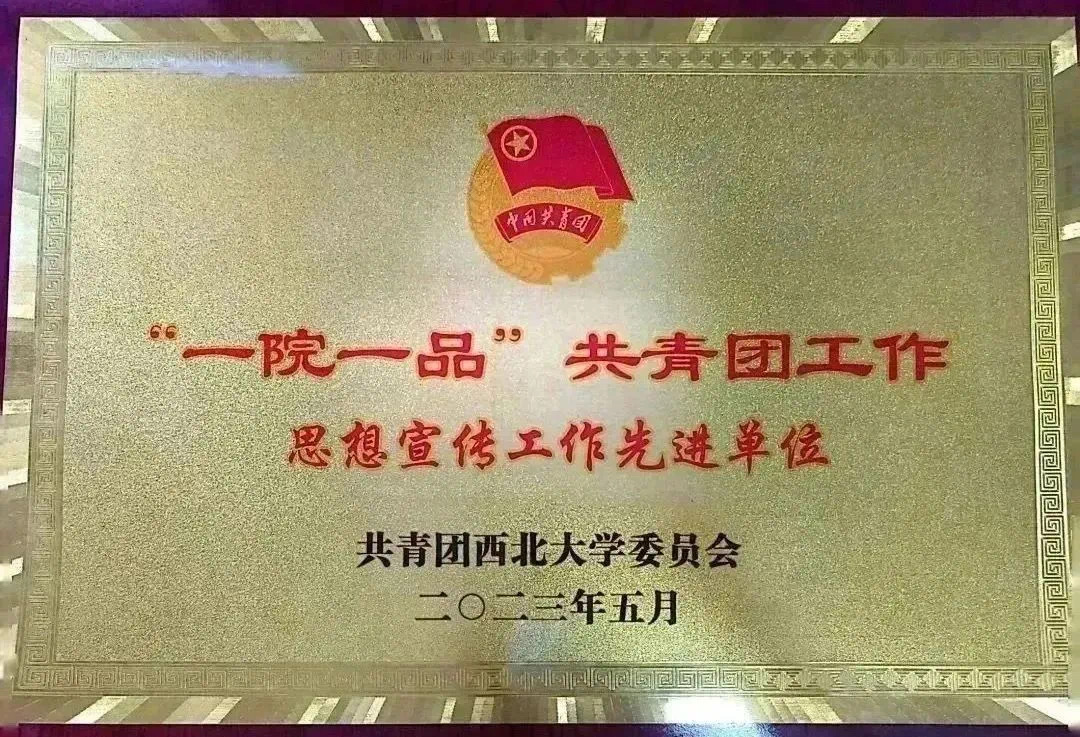 中国共青团
“一院一品”共青团工作
思想宣传工作先进单位
共青团西北大学委员会
二〇二三年五月